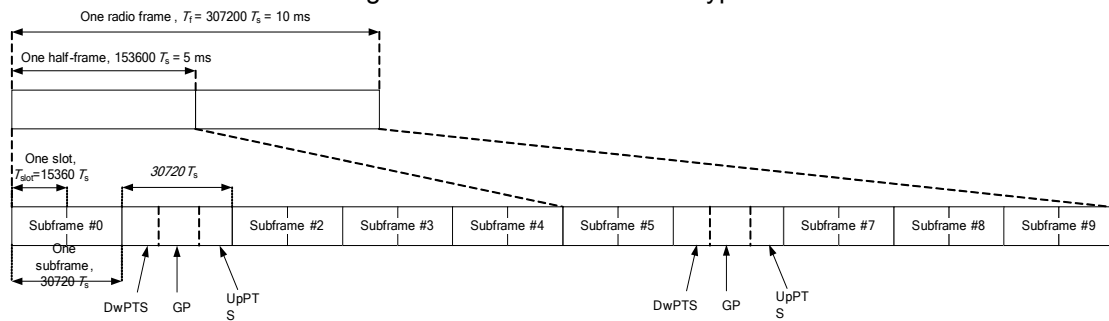 One radio frame , Tf = 307200 Ts = 10 ms
One half-frame, 153600 Ts = 5 ms
One slot,
Tslot=15360 Ts
30720Ts
Subframe #0
Subframe #2
Subframe #3
Subframe #4
Subframe #5
Subframe #7
Subframe #8
Subframe #9
One
subframe ,
30720 Ts
DwPTS
GP
UpPT
S
DwPTS
GP
UpPT
S